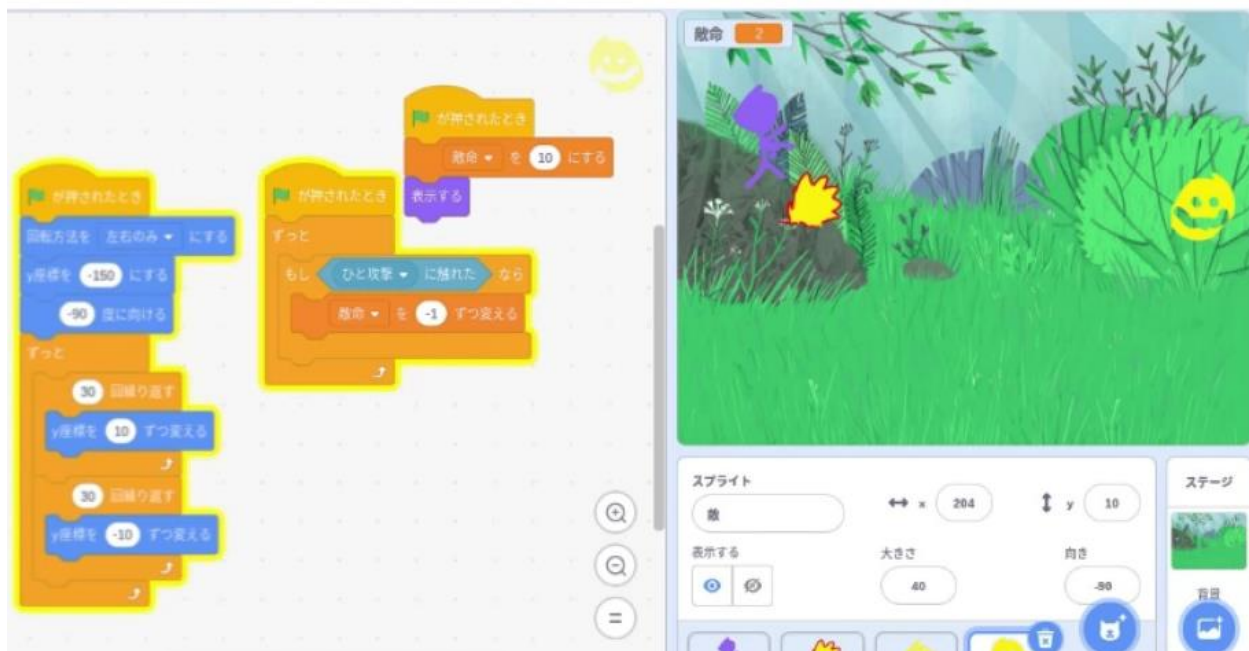 が押されたとき
回転方法を 左右のみ にする
y座標を -150 にする
-90 度に向ける
ずっと
30 回繰り返す
y座標を 10 ずつ変える
30 回繰り返す
y座標を -10 ずつ変える
が押されたとき
ずっと
もし ひと攻撃 に触れた なら
敵命 を -1 ずつ変える
が押されたとき
敵命 を 10 にする
表示する
敵命 2
スプライト
敵
x 204
y 10
表示する
大きさ
40
向き
-90
ステージ
背景